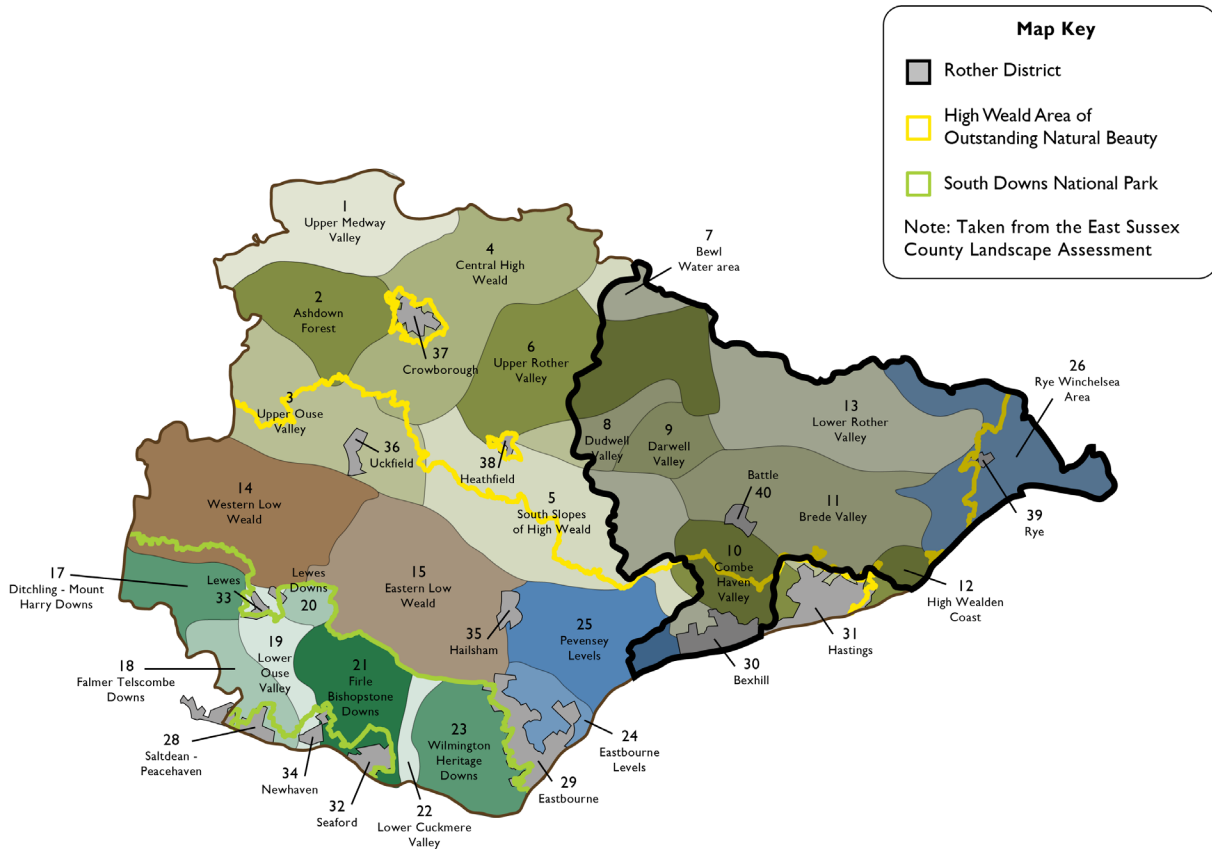 Map Key
Rother District
High Weald Area of
Outstanding Natural Beauty
South Downs National Park
Note: Taken from the East Sussex
County Landscape Assessment
1
Upper Medway
Valley
2
Ashdown
Forest
3
Upper Ouse
Valley
4
Central High
Weald
37
Crowborough
6
Upper Rother
Valley
7
Bewl
Water area
36
Uckfield
38
Heathfield
5
South Slopes
of High Weald
8
Dudwell
Valley
9
Darwell
Valley
13
Lower Rother
Valley
26
Rye Winchelsea
Area
Battle
40
11
Brede Valley
39
Rye
10
Combe
Haven
Valley
12
High Wealden
Coast
31
Hastings
30
Bexhill
14
Western Low
Weald
15
Eastern Low
Weald
17
Ditchling - Mount
Harry Downs
Lewes
33
Lewes
Downs
20
35
Hailsham
25
Pevensey
Levels
18
Falmer Telscombe
Downs
19
Lower
Ouse
Valley
21
Firle
Bishopstone
Downs
23
Wilmington
Heritage
Downs
24
Eastbourne
Levels
28
Saltdean -
Peacehaven
34
Newhaven
32
Seaford
22
Lower Cuckmere
Valley
29
Eastbourne